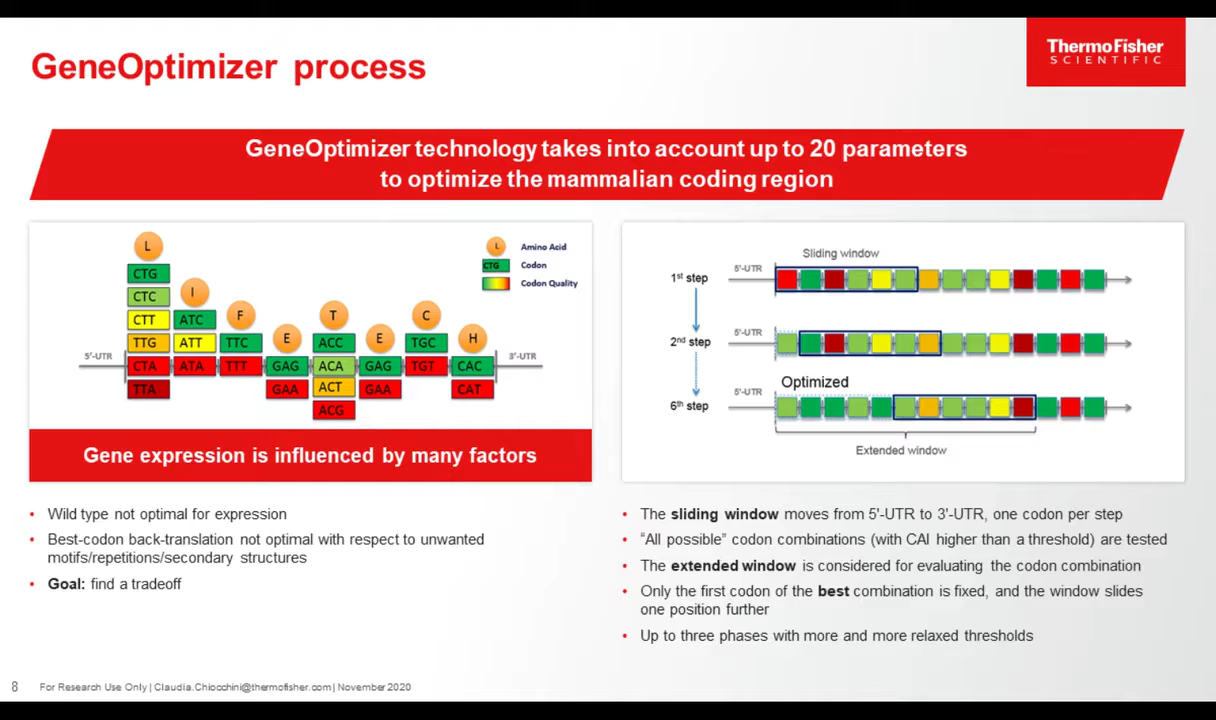 GeneOptimizer process
ThermoFisher
SCIENTIFIC
GeneOptimizer technology takes into account up to 20 parameters
to optimize the mammalian coding region
L
CTG
CTC
CTT
TTG
CTA
TTA
I
ATC
ATT
ATA
F
TTC
TTT
E
GAG
GAA
T
ACC
ACA
ACT
ACG
E
GAG
GAA
C
TGC
TGT
H
CAC
CAT
5'-UTR
3'-UTR
L Amino Acid
CTG Codon
Codon Quality
Gene expression is influenced by many factors
Sliding window
1st step
5'-UTR
2nd step
5'-UTR
Optimized
6th step
5'-UTR
Extended window
• Wild type not optimal for expression
• Best-codon back-translation not optimal with respect to unwanted
motifs/repetitions/secondary structures
• Goal: find a tradeoff
• The sliding window moves from 5'-UTR to 3'-UTR, one codon per step
• “All possible” codon combinations (with CAI higher than a threshold) are tested
• The extended window is considered for evaluating the codon combination
• Only the first codon of the best combination is fixed, and the window slides
one position further
• Up to three phases with more and more relaxed thresholds
8 For Research Use Only | Claudia.Chiocchini@thermofisher.com | November 2020